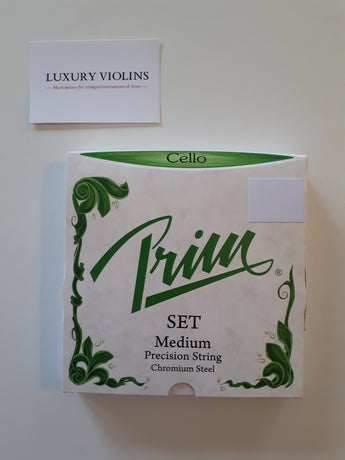 LUXURY VIOLINS
— Marketplace for stringed instruments & bows —
Cello
Prim®
SET
Medium
Precision String
Chromium Steel